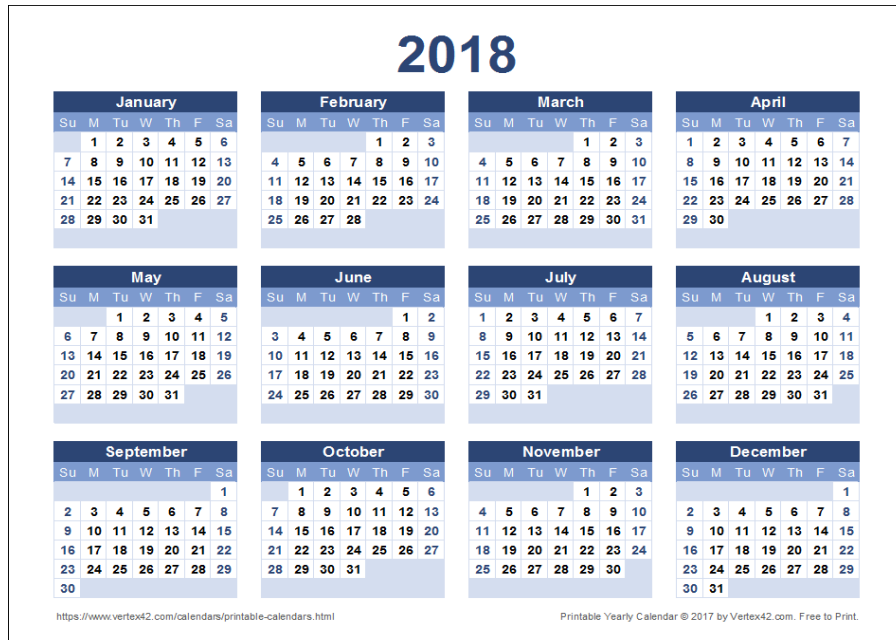 2018
January February March April
Su M Tu W Th F Sa Su M Tu W Th F Sa Su M Tu W Th F Sa Su M Tu W Th F Sa
1 2 3 4 5 6 1 2 3 1 2 3 1 2 3 4 5 6 7
7 8 9 10 11 12 13 4 5 6 7 8 9 10 4 5 6 7 8 9 10 8 9 10 11 12 13 14
14 15 16 17 18 19 20 11 12 13 14 15 16 17 11 12 13 14 15 16 17 15 16 17 18 19 20 21
21 22 23 24 25 26 27 18 19 20 21 22 23 24 18 19 20 21 22 23 24 22 23 24 25 26 27 28
28 29 30 31 25 26 27 28 25 26 27 28 29 30 31 29 30
May June July August
Su M Tu W Th F Sa Su M Tu W Th F Sa Su M Tu W Th F Sa Su M Tu W Th F Sa
1 2 3 4 5 1 2 1 2 3 4 5 6 7 1 2 3 4
6 7 8 9 10 11 12 3 4 5 6 7 8 9 8 9 10 11 12 13 14 5 6 7 8 9 10 11
13 14 15 16 17 18 19 10 11 12 13 14 15 16 15 16 17 18 19 20 21 12 13 14 15 16 17 18
20 21 22 23 24 25 26 17 18 19 20 21 22 23 22 23 24 25 26 27 28 19 20 21 22 23 24 25
27 28 29 30 31 24 25 26 27 28 29 30 29 30 31 26 27 28 29 30 31
September October November December
Su M Tu W Th F Sa Su M Tu W Th F Sa Su M Tu W Th F Sa Su M Tu W Th F Sa
1 1 2 3 4 5 6 1 2 3 1
2 3 4 5 6 7 8 7 8 9 10 11 12 13 4 5 6 7 8 9 10 2 3 4 5 6 7 8
9 10 11 12 13 14 15 14 15 16 17 18 19 20 11 12 13 14 15 16 17 9 10 11 12 13 14 15
16 17 18 19 20 21 22 21 22 23 24 25 26 27 18 19 20 21 22 23 24 16 17 18 19 20 21 22
23 24 25 26 27 28 29 28 29 30 31 25 26 27 28 29 30 23 24 25 26 27 28 29
30 30 31
https://www.vertex42.com/calendars/printable-calendars.html Printable Yearly Calendar © 2017 by Vertex42.com. Free to Print.